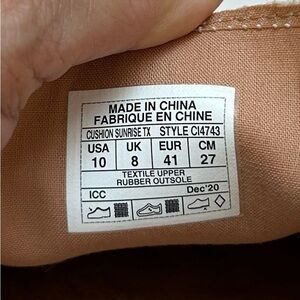 MADE IN CHINA
FABRIQUE EN CHINE
CUSHION SUNRISE TX STYLE CI4743
USA UK EUR CM
10 8 41 27
TEXTILE UPPER
RUBBER OUTSOLE
ICC Dec'20